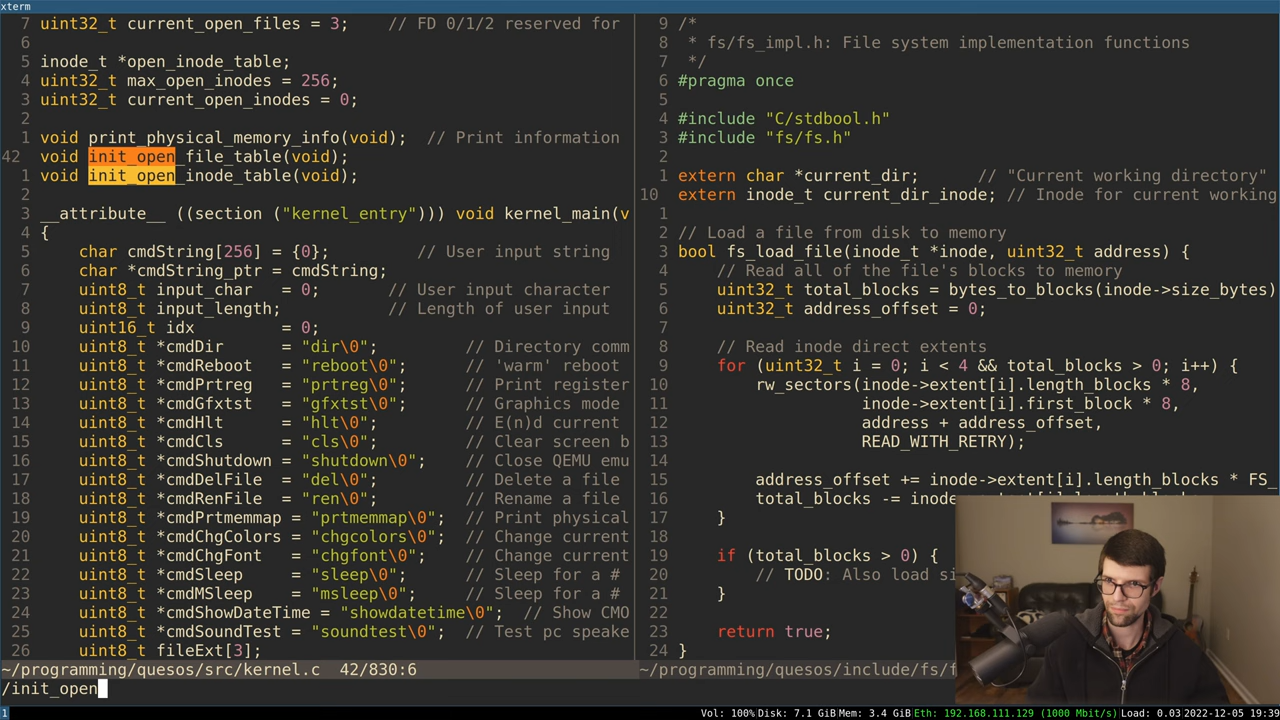 xterm
7 uint32_t current_open_files = 3; // FD 0/1/2 reserved for
6
5 inode_t *open_inode_table;
4 uint32_t max_open_inodes = 256;
3 uint32_t current_open_inodes = 0;
2
1 void print_physical_memory_info(void); // Print information
42 void init_open_file_table(void);
1 void init_open_inode_table(void);
2
3 __attribute__ ((section ("kernel_entry"))) void kernel_main(v
4 {
5 char cmdString[256] = {0}; // User input string
6 char *cmdString_ptr = cmdString;
7 uint8_t input_char = 0; // User input character
8 uint8_t input_length; // Length of user input
9 uint16_t idx = 0;
10 uint8_t *cmdDir = "dir\0"; // Directory comm
11 uint8_t *cmdReboot = "reboot\0"; // 'warm' reboot
12 uint8_t *cmdPrtreg = "prtreg\0"; // Print register
13 uint8_t *cmdGfxtst = "gfxtst\0"; // Graphics mode
14 uint8_t *cmdHlt = "hlt\0"; // E(n)d current
15 uint8_t *cmdCls = "cls\0"; // Clear screen b
16 uint8_t *cmdShutdown = "shutdown\0"; // Close QEMU emu
17 uint8_t *cmdDelFile = "del\0"; // Delete a file
18 uint8_t *cmdRenFile = "ren\0"; // Rename a file
19 uint8_t *cmdPrtmemmap = "prtmemmap\0"; // Print physical
20 uint8_t *cmdChgColors = "chgcolors\0"; // Change current
21 uint8_t *cmdChgFont = "chgfont\0"; // Change current
22 uint8_t *cmdSleep = "sleep\0"; // Sleep for a #
23 uint8_t *cmdMSleep = "msleep\0"; // Sleep for a #
24 uint8_t *cmdShowDateTime = "showdatetime\0"; // Show CMO
25 uint8_t *cmdSoundTest = "soundtest\0"; // Test pc speake
26 uint8_t fileExt[3];
~/programming/quesos/src/kernel.c 42/830:6
/init_open
9 /*
8 * fs/fs_impl.h: File system implementation functions
7 */
6 #pragma once
5
4 #include "C/stdbool.h"
3 #include "fs/fs.h"
2
1 extern char *current_dir; // "Current working directory"
10 extern inode_t current_dir_inode; // Inode for current working
1
2 // Load a file from disk to memory
3 bool fs_load_file(inode_t *inode, uint32_t address) {
4 // Read all of the file's blocks to memory
5 uint32_t total_blocks = bytes_to_blocks(inode->size_bytes)
6 uint32_t address_offset = 0;
7
8 // Read inode direct extents
9 for (uint32_t i = 0; i < 4 && total_blocks > 0; i++) {
10 rw_sectors(inode->extent[i].length_blocks * 8,
11 inode->extent[i].first_block * 8,
12 address + address_offset,
13 READ_WITH_RETRY);
14
15 address_offset += inode->extent[i].length_blocks * FS_
16 total_blocks -= inode->extent[i].length_blocks
17 }
18
19 if (total_blocks > 0) {
20 // TODO: Also load si
21 }
22
23 return true;
24 }
~/programming/quesos/include/fs/f
1 Vol: 100% Disk: 7.1 GiB Mem: 3.4 GiB Eth: 192.168.111.129 (1000 Mbit/s) Load: 0.03 2022-12-05 19:39